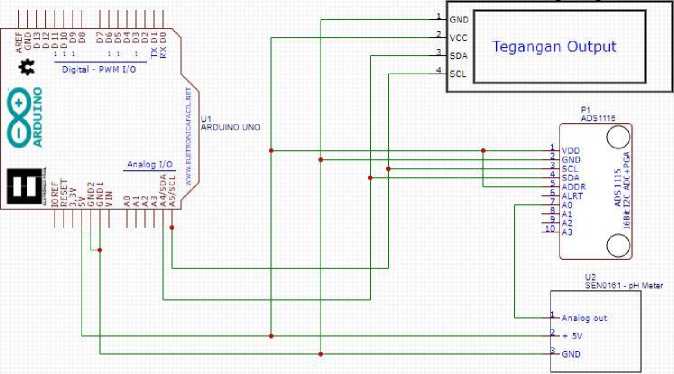 AREF
GND
D13
D12
D11
D10
D9
D8
D7
D6
D5
D4
D3
D2
D1
D0
TX
RX
Digital - PWM I/O
ARDUINO
WWW.ELETRONICAFACIL.NET
U1
ARDUINO UNO
Analog I/O
IOREF
RESET
3.3V
5V
GND2
GND1
VIN
A0
A1
A2
A3
A4/SDA
A5/SCL
1 GND
2 VCC
3 SDA
4 SCL
Tegangan Output
P1
ADS1116
1 VDD
2 GND
3 SCL
4 SDA
5 ADDR
6 ALRT
7 A0
8 A1
9 A2
10 A3
ADS1115
16Bit I2C ADC+PGA
U2
SEN0161 - pH Meter
1 Analog out
2 + 5V
3 GND